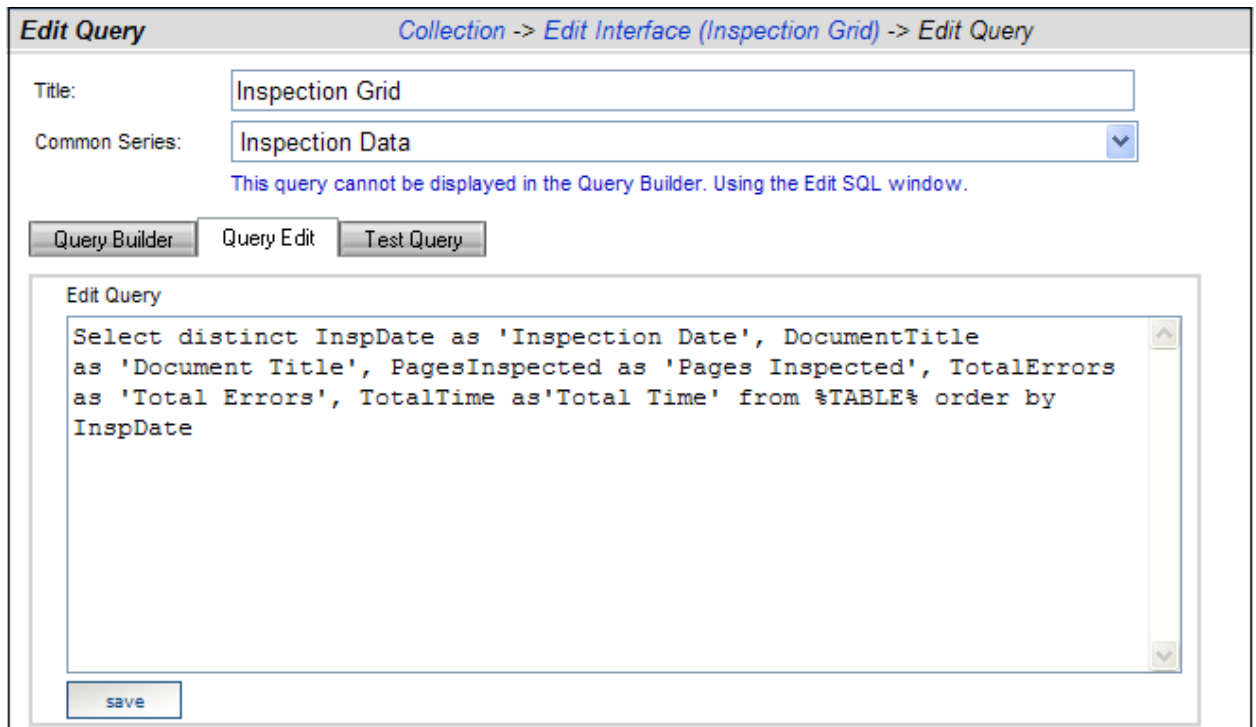 Edit Query Collection -> Edit Interface (Inspection Grid) -> Edit Query
Title: Inspection Grid
Common Series: Inspection Data
This query cannot be displayed in the Query Builder. Using the Edit SQL window.
Query Builder Query Edit Test Query
Edit Query
Select distinct InspDate as 'Inspection Date', DocumentTitle
as 'Document Title', PagesInspected as 'Pages Inspected', TotalErrors
as 'Total Errors', TotalTime as'Total Time' from %TABLE% order by
InspDate
save